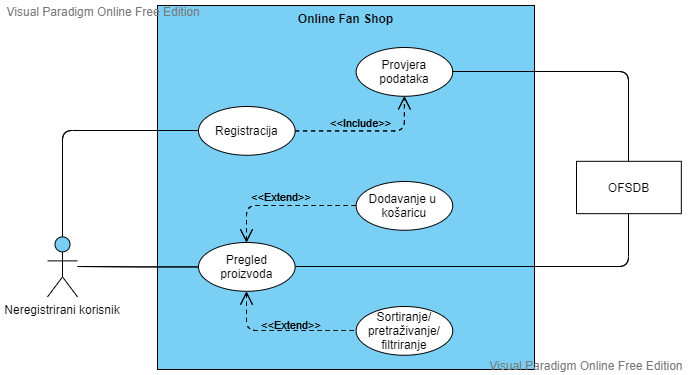 Visual Paradigm Online Free Edition
Online Fan Shop
Provjera
podataka
<<Include>>
Registracija
OFSDB
<<Extend>>
Dodavanje u
košaricu
Pregled
proizvoda
Neregistrirani korisnik
<<Extend>>
Sortiranje/
pretraživanje/
filtriranje
Visual Paradigm Online Free Edition